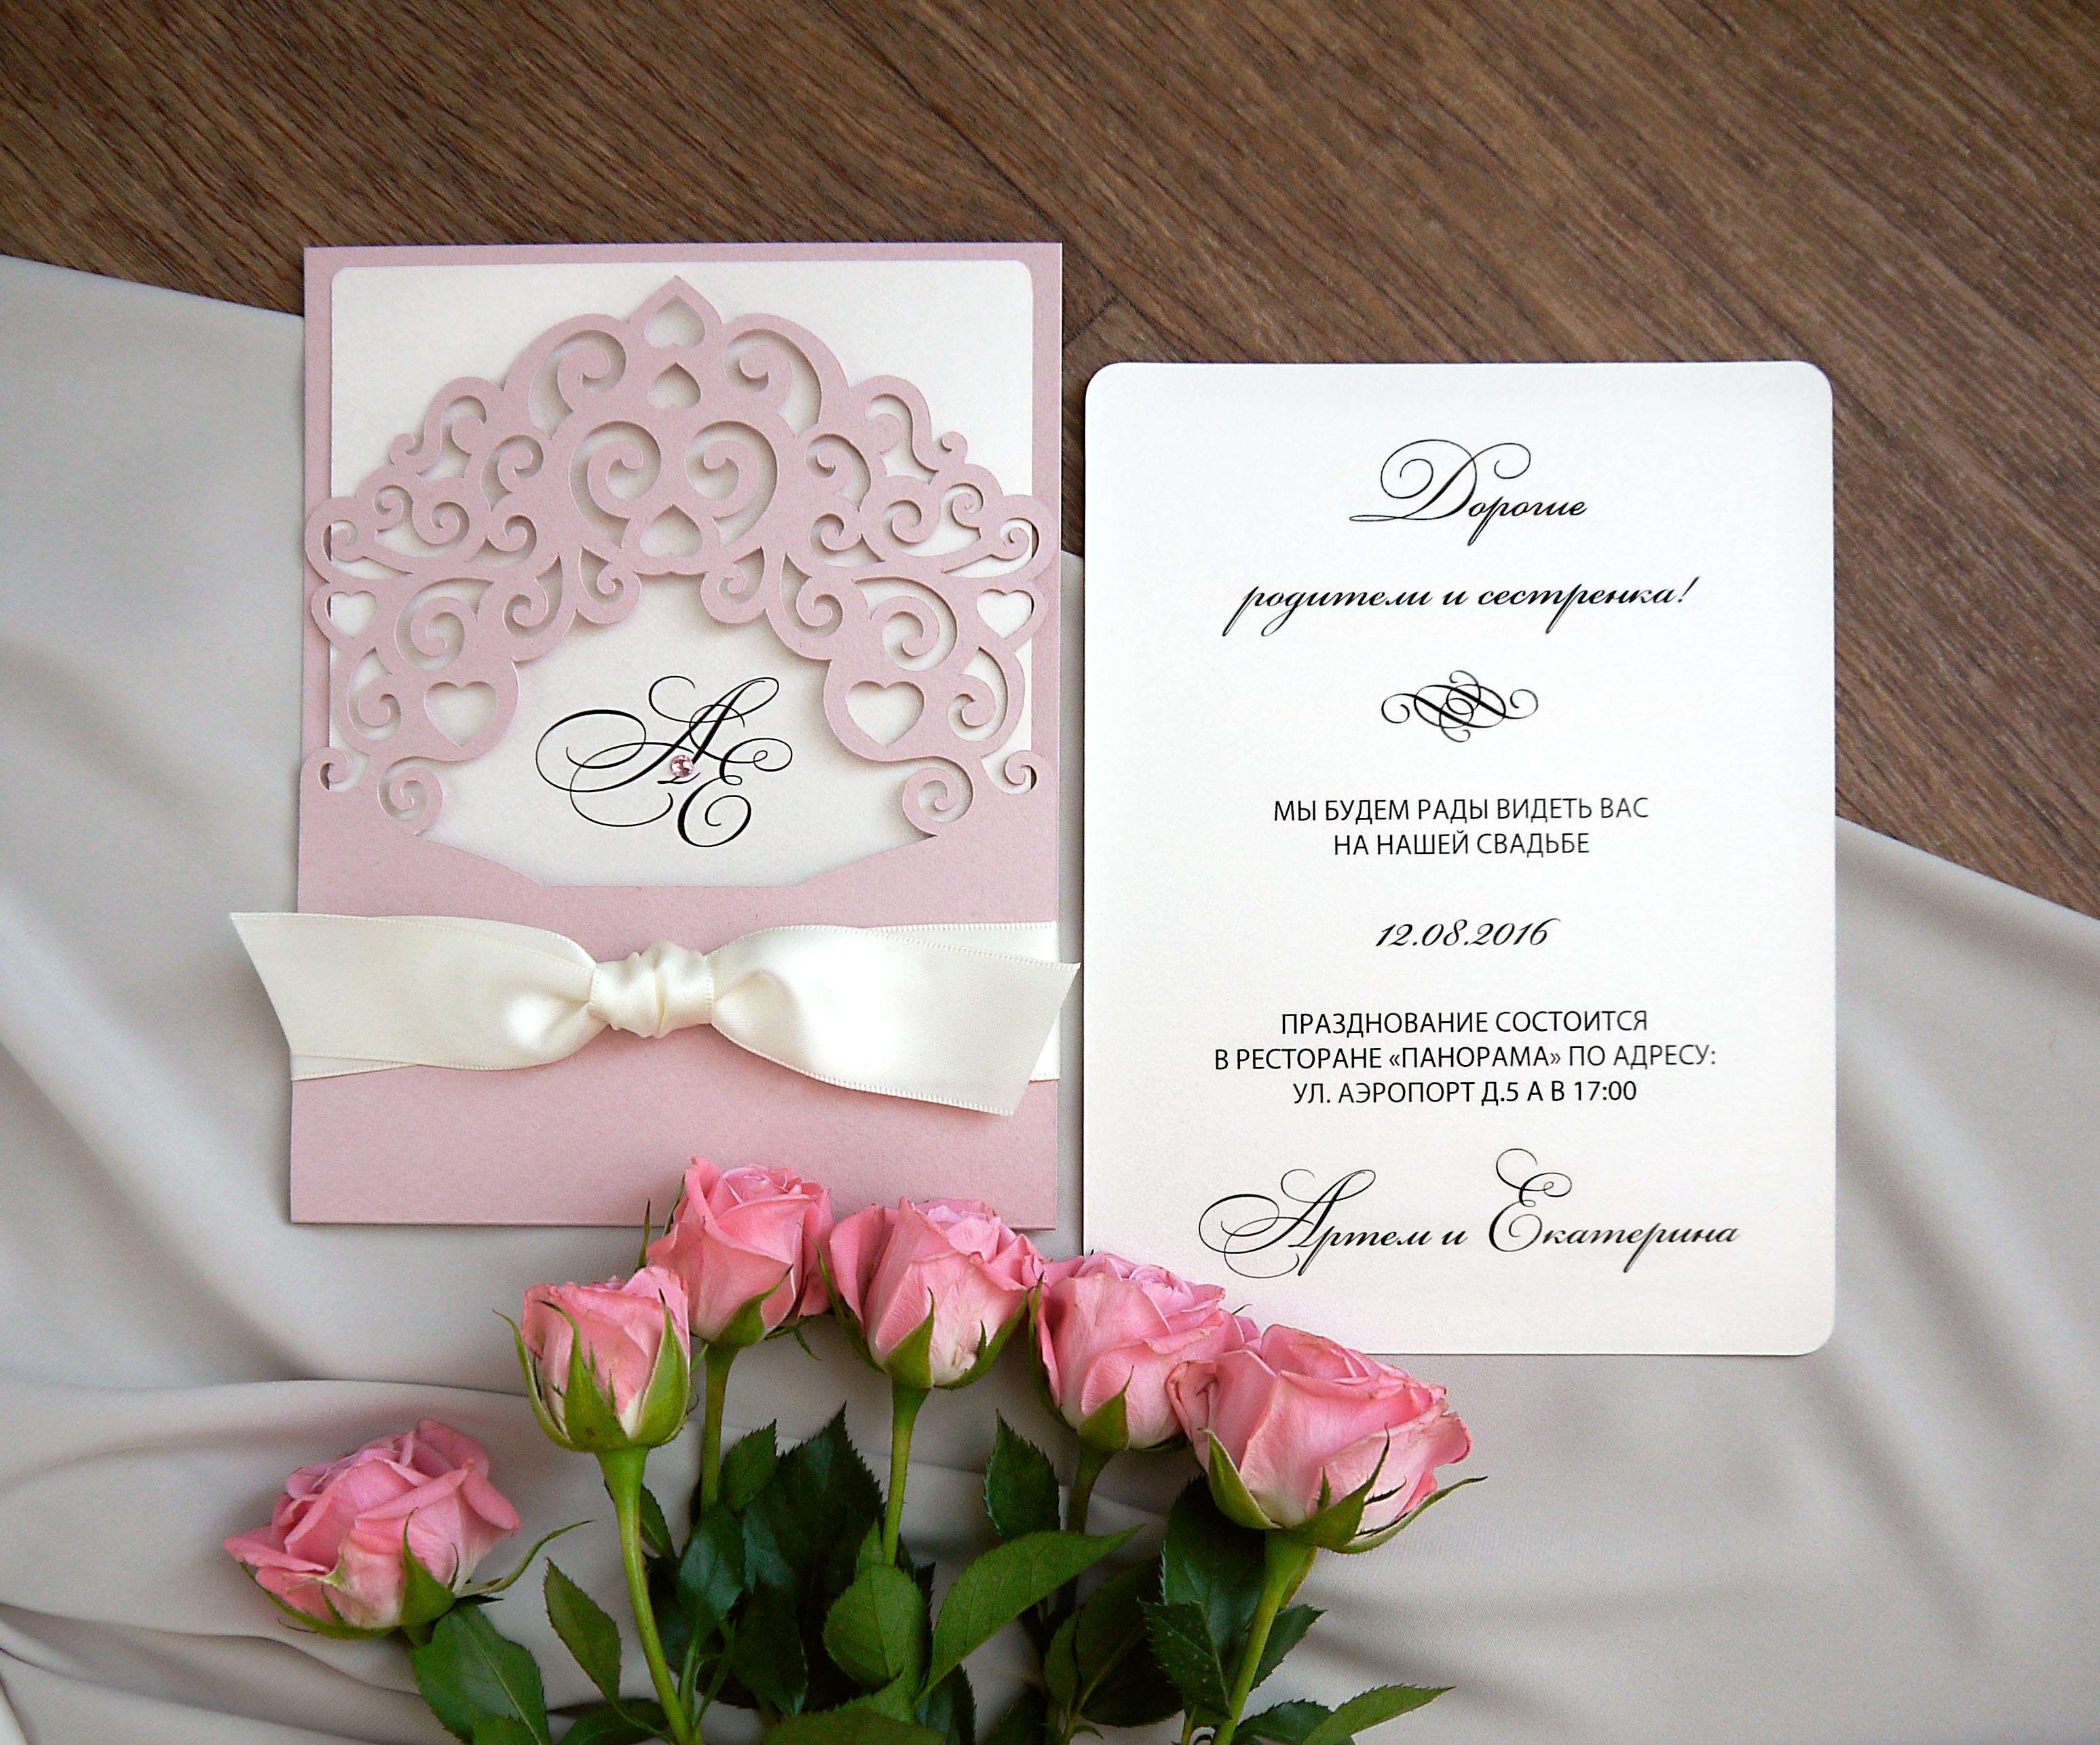 АЕ
Дорогие
родители и сестренка!
МЫ БУДЕМ РАДЫ ВИДЕТЬ ВАС
НА НАШЕЙ СВАДЬБЕ
12.08.2016
ПРАЗДНОВАНИЕ СОСТОИТСЯ
В РЕСТОРАНЕ «ПАНОРАМА» ПО АДРЕСУ:
УЛ. АЭРОПОРТ Д.5 А В 17:00
Артем и Екатерина